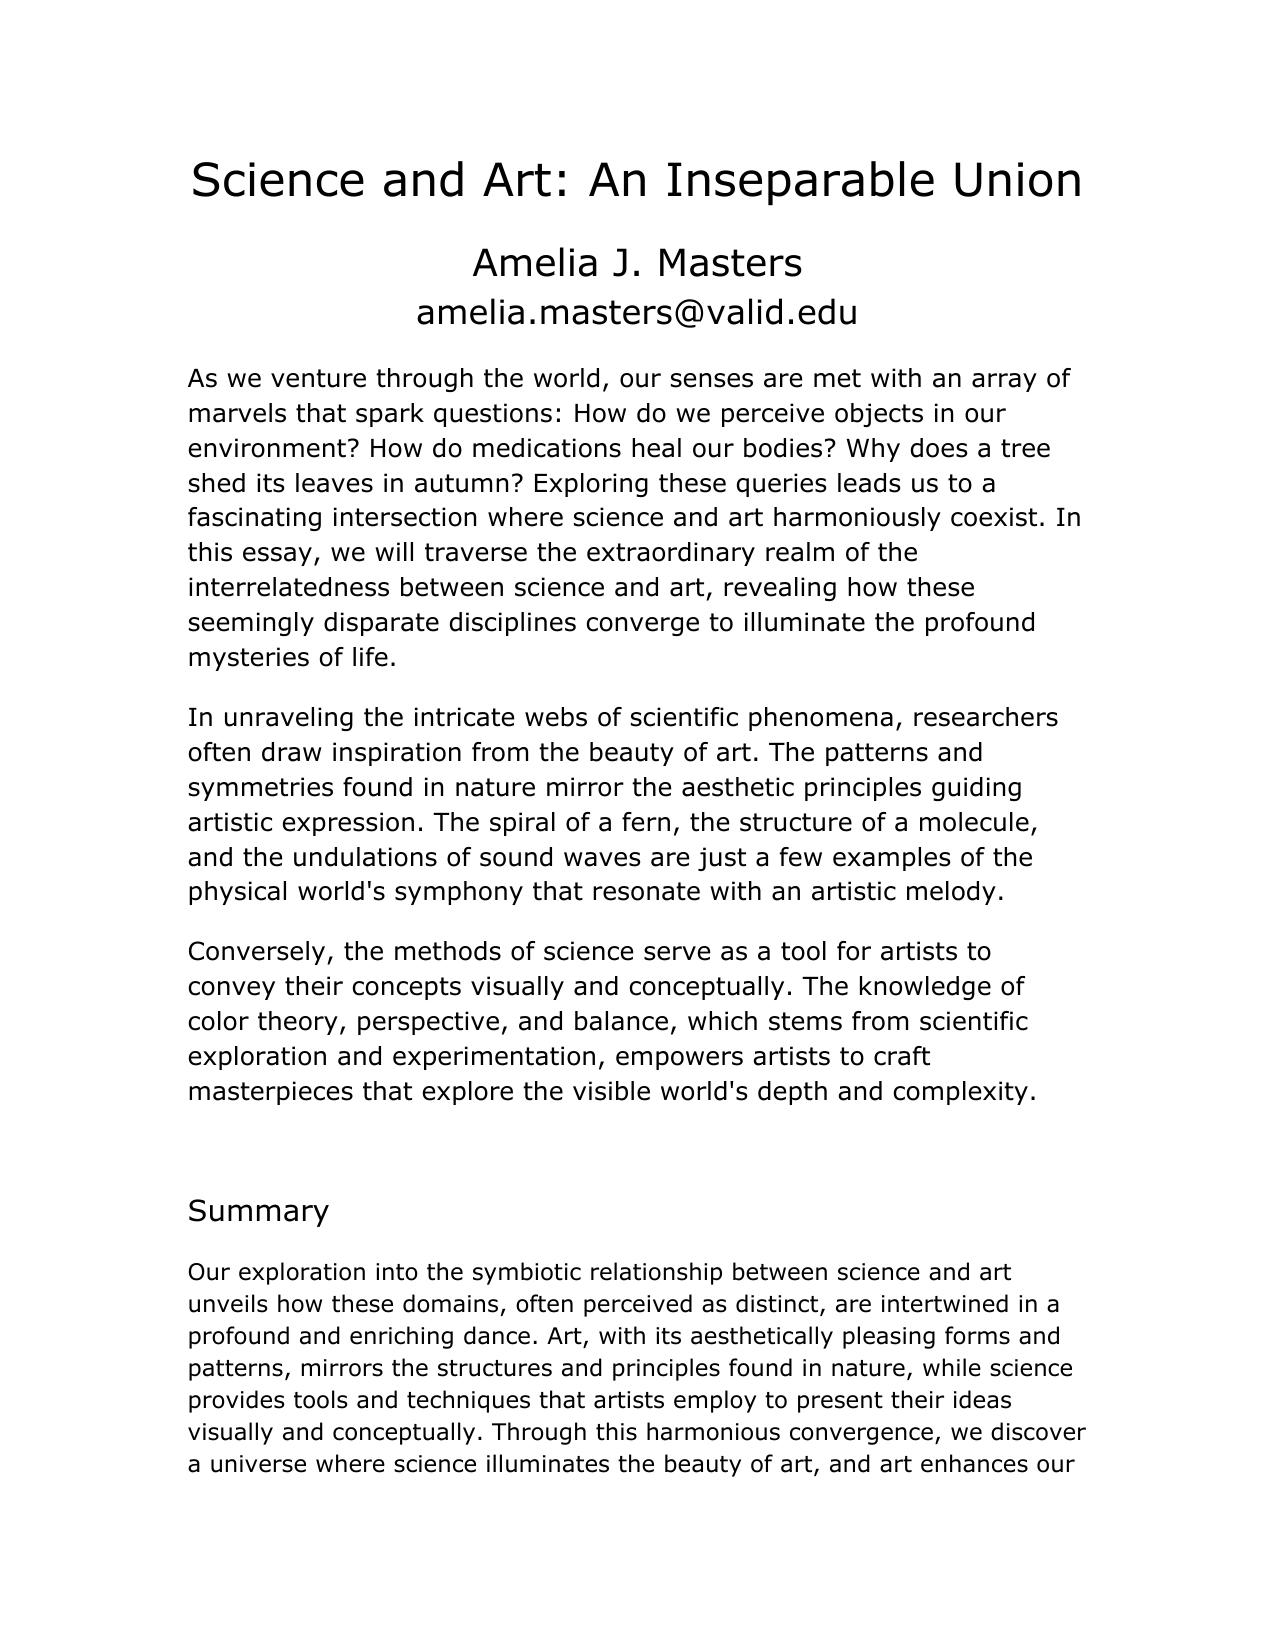 Science and Art: An Inseparable Union
Amelia J. Masters
amelia.masters@valid.edu
As we venture through the world, our senses are met with an array of
marvels that spark questions: How do we perceive objects in our
environment? How do medications heal our bodies? Why does a tree
shed its leaves in autumn? Exploring these queries leads us to a
fascinating intersection where science and art harmoniously coexist. In
this essay, we will traverse the extraordinary realm of the
interrelatedness between science and art, revealing how these
seemingly disparate disciplines converge to illuminate the profound
mysteries of life.
In unraveling the intricate webs of scientific phenomena, researchers
often draw inspiration from the beauty of art. The patterns and
symmetries found in nature mirror the aesthetic principles guiding
artistic expression. The spiral of a fern, the structure of a molecule,
and the undulations of sound waves are just a few examples of the
physical world's symphony that resonate with an artistic melody.
Conversely, the methods of science serve as a tool for artists to
convey their concepts visually and conceptually. The knowledge of
color theory, perspective, and balance, which stems from scientific
exploration and experimentation, empowers artists to craft
masterpieces that explore the visible world's depth and complexity.
Summary
Our exploration into the symbiotic relationship between science and art
unveils how these domains, often perceived as distinct, are intertwined in a
profound and enriching dance. Art, with its aesthetically pleasing forms and
patterns, mirrors the structures and principles found in nature, while science
provides tools and techniques that artists employ to present their ideas
visually and conceptually. Through this harmonious convergence, we discover
a universe where science illuminates the beauty of art, and art enhances our